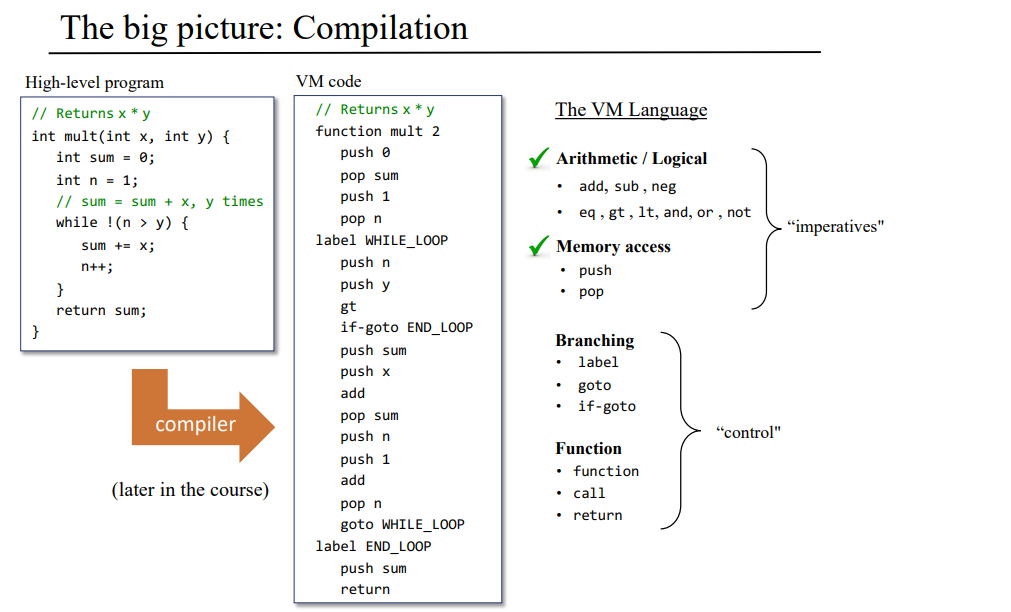 The big picture: Compilation
High-level program
// Returns x * y
int mult(int x, int y) {
int sum = 0;
int n = 1;
// sum = sum + x, y times
while !(n > y) {
sum += x;
n++;
}
return sum;
}
compiler
(later in the course)
VM code
// Returns x * y
function mult 2
push 0
pop sum
push 1
pop n
label WHILE_LOOP
push n
push y
gt
if-goto END_LOOP
push sum
push x
add
pop sum
push n
push 1
add
pop n
goto WHILE_LOOP
label END_LOOP
push sum
return
The VM Language
Arithmetic / Logical
• add, sub , neg
• eq , gt , lt, and, or , not
Memory access
• push
• pop
“imperatives"
Branching
• label
• goto
• if-goto
Function
• function
• call
• return
“control"